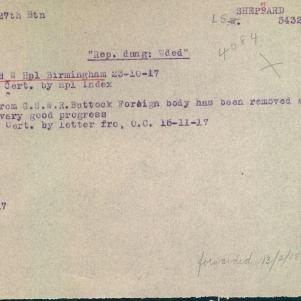 27th Btn
SHEPPARD
LS
5432
4084
"Rep. dang: Wded"
H W Hpl Birmingham 23-10-17
Cert. by Hpl Index
rom G.S.W.R.Buttock Foreign body has been removed a
very good progress
Cert. by letter fro, O.C. 16-11-17
17
forwarded 13/2/18